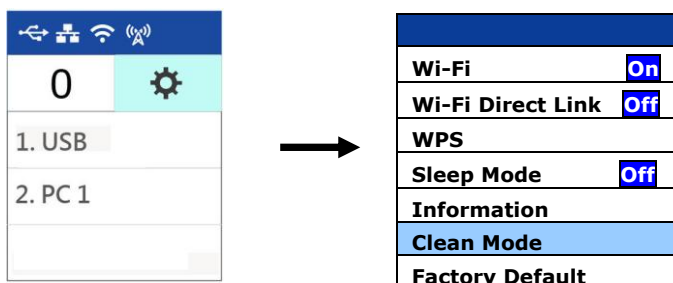 0
1. USB
2. PC 1
Wi-Fi On
Wi-Fi Direct Link Off
WPS
Sleep Mode Off
Information
Clean Mode
Factory Default